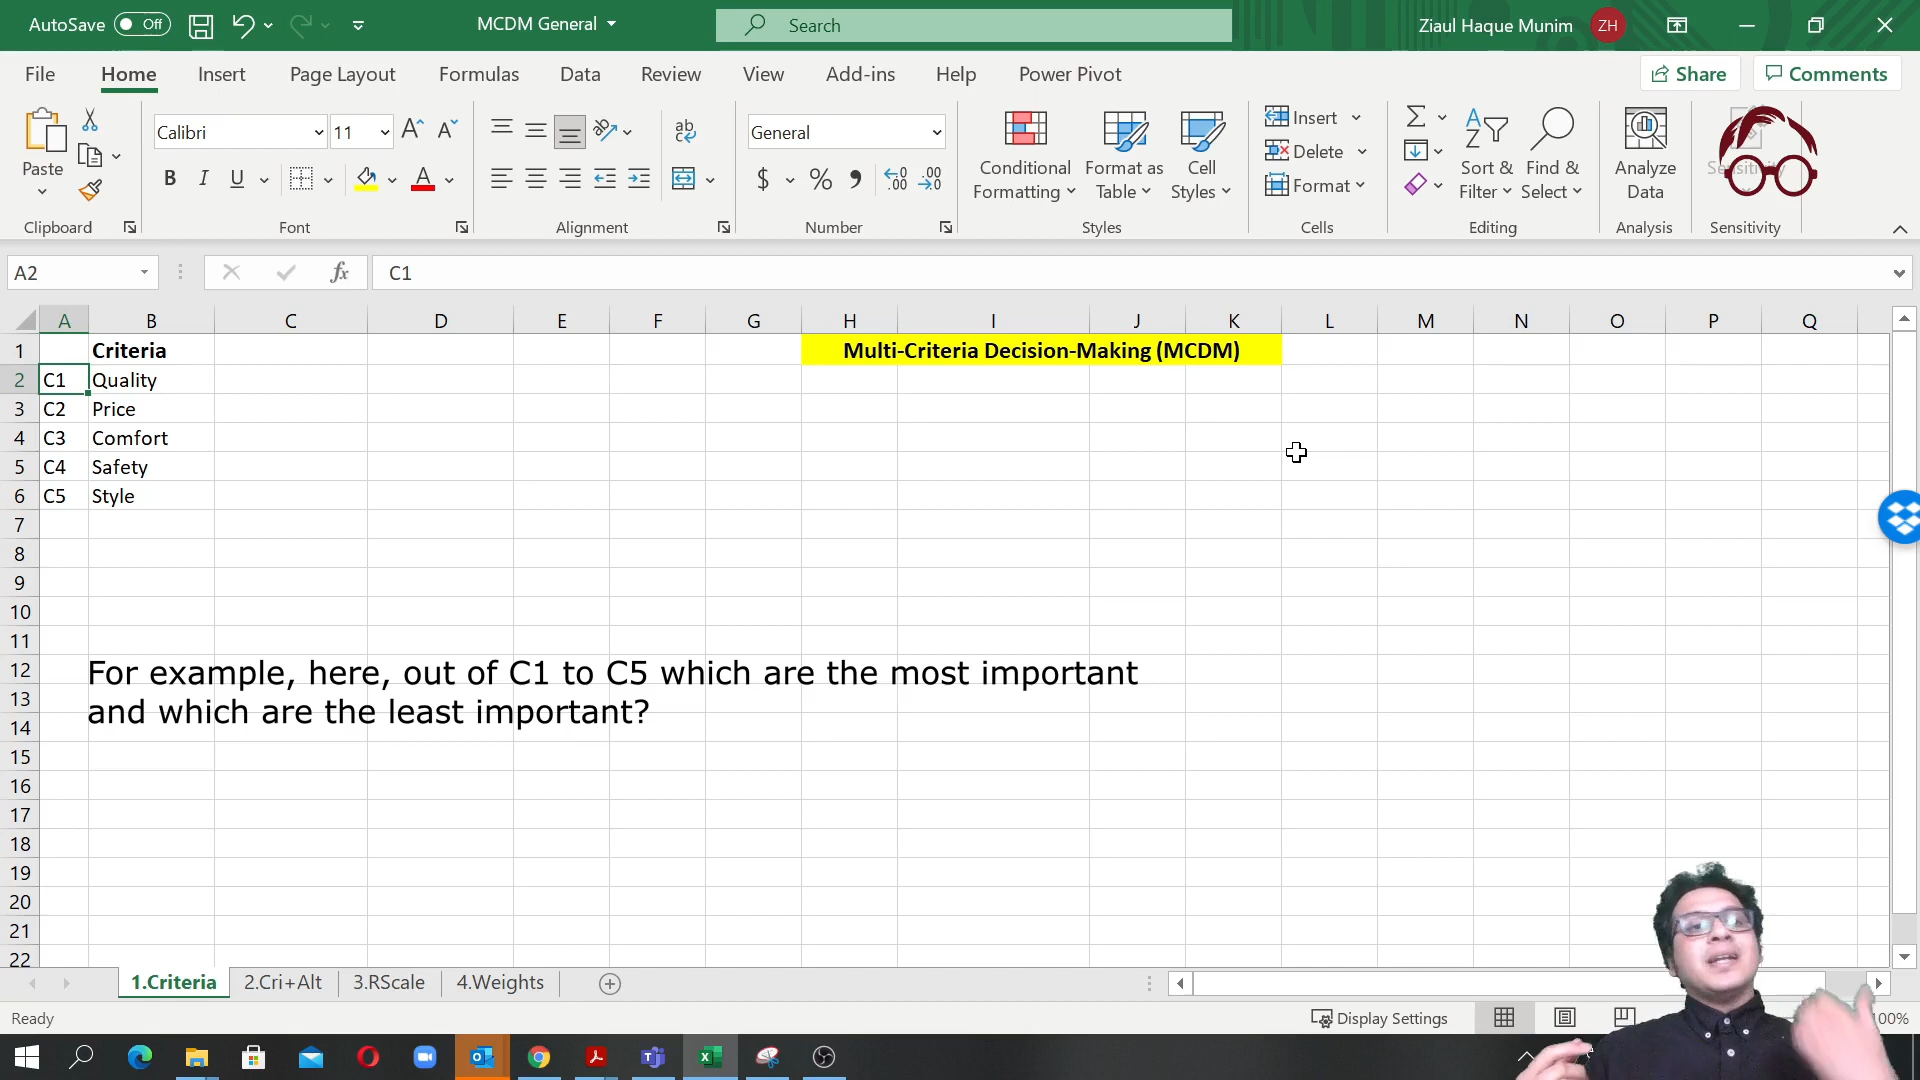 AutoSave Off MCDM General Search Ziaul Haque Munim ZH
File Home Insert Page Layout Formulas Data Review View Add-ins Help Power Pivot Share Comments
Calibri 11 General
Paste
Conditional Formatting
Format as Table
Cell Styles
Insert
Delete
Format
Sort & Filter
Find & Select
Analyze Data
Sensitivity
Clipboard Font Alignment Number Styles Cells Editing Analysis Sensitivity
A2 fx C1
A B C D E F G H I J K L M N O P Q
1 Criteria Multi-Criteria Decision-Making (MCDM)
2 C1 Quality
3 C2 Price
4 C3 Comfort
5 C4 Safety
6 C5 Style
7
8
9
10
11
12
13
14
For example, here, out of C1 to C5 which are the most important
and which are the least important?
15
16
17
18
19
20
21
22
1.Criteria 2.Cri+Alt 3.RScale 4.Weights
Ready Display Settings 100%